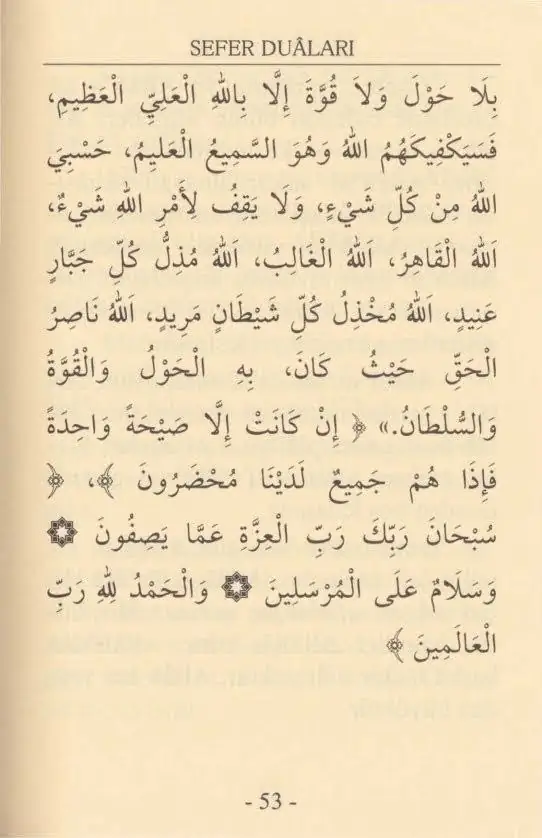 SEFER DUÂLARI
بِلَا حَوْلَ وَلاَ قُوَّةَ إِلَّا بِاللهِ الْعَلِيِّ الْعَظِيمِ،
فَسَيَكْفِيكَهُمُ اللهُ وَهُوَ السَّمِيعُ الْعَلِيمُ، حَسْبِيَ
اللهُ مِنْ كُلِّ شَيْءٍ، وَلَا يَقِفُ لِأَمْرِ اللهِ شَيْءٌ،
اَللهُ الْقَاهِرُ، اَللهُ الْغَالِبُ، اَللهُ مُذِلُّ كُلِّ جَبَّارٍ
عَنِيدٍ، اَللهُ مُخْذِلُ كُلِّ شَيْطَانٍ مَرِيدٍ، اَللهُ نَاصِرُ
الْحَقِّ حَيْثُ كَانَ، بِهِ الْحَوْلُ وَالْقُوَّةُ
وَالسُّلْطَانُ.» ﴿ إِنْ كَانَتْ إِلَّا صَيْحَةً وَاحِدَةً
فَإِذَا هُمْ جَمِيعٌ لَدَيْنَا مُحْضَرُونَ ﴾، ﴿
سُبْحَانَ رَبِّكَ رَبِّ الْعِزَّةِ عَمَّا يَصِفُونَ ۞
وَسَلَامٌ عَلَى الْمُرْسَلِينَ ۞ وَالْحَمْدُ لِلهِ رَبِّ
الْعَالَمِينَ ﴾
- 53 -